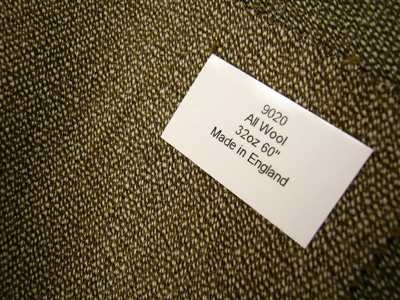 9020
All Wool
32oz 60"
Made in England